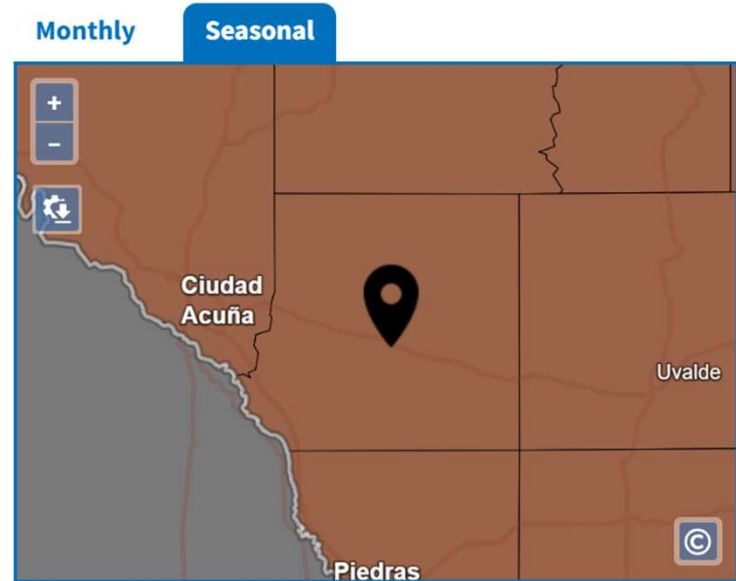 Monthly
Seasonal
+
-
Ciudad
Acuña
Uvalde
©
Piedras